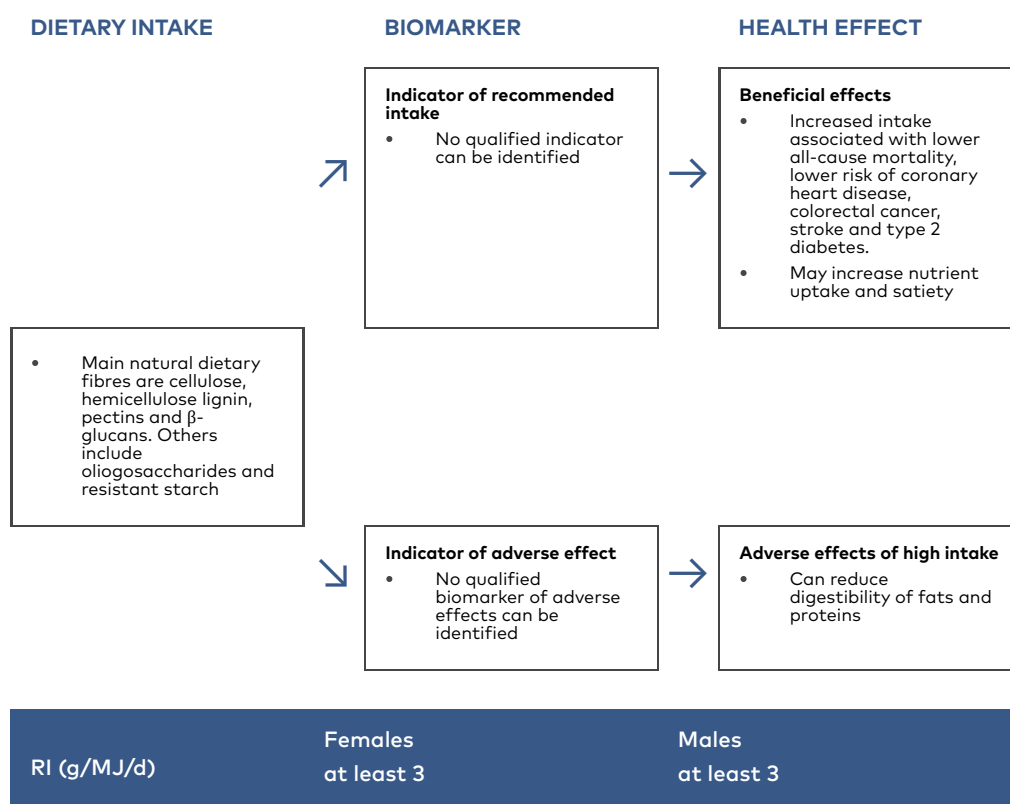 DIETARY INTAKE
BIOMARKER
HEALTH EFFECT
Indicator of recommended
intake
• No qualified indicator
can be identified
Beneficial effects
• Increased intake
associated with lower
all-cause mortality,
lower risk of coronary
heart disease,
colorectal cancer,
stroke and type 2
diabetes.
• May increase nutrient
uptake and satiety
• Main natural dietary
fibres are cellulose,
hemicellulose lignin,
pectins and β-
glucans. Others
include
oliogosaccharides and
resistant starch
Indicator of adverse effect
• No qualified
biomarker of adverse
effects can be
identified
Adverse effects of high intake
• Can reduce
digestibility of fats and
proteins
RI (g/MJ/d)
Females
at least 3
Males
at least 3